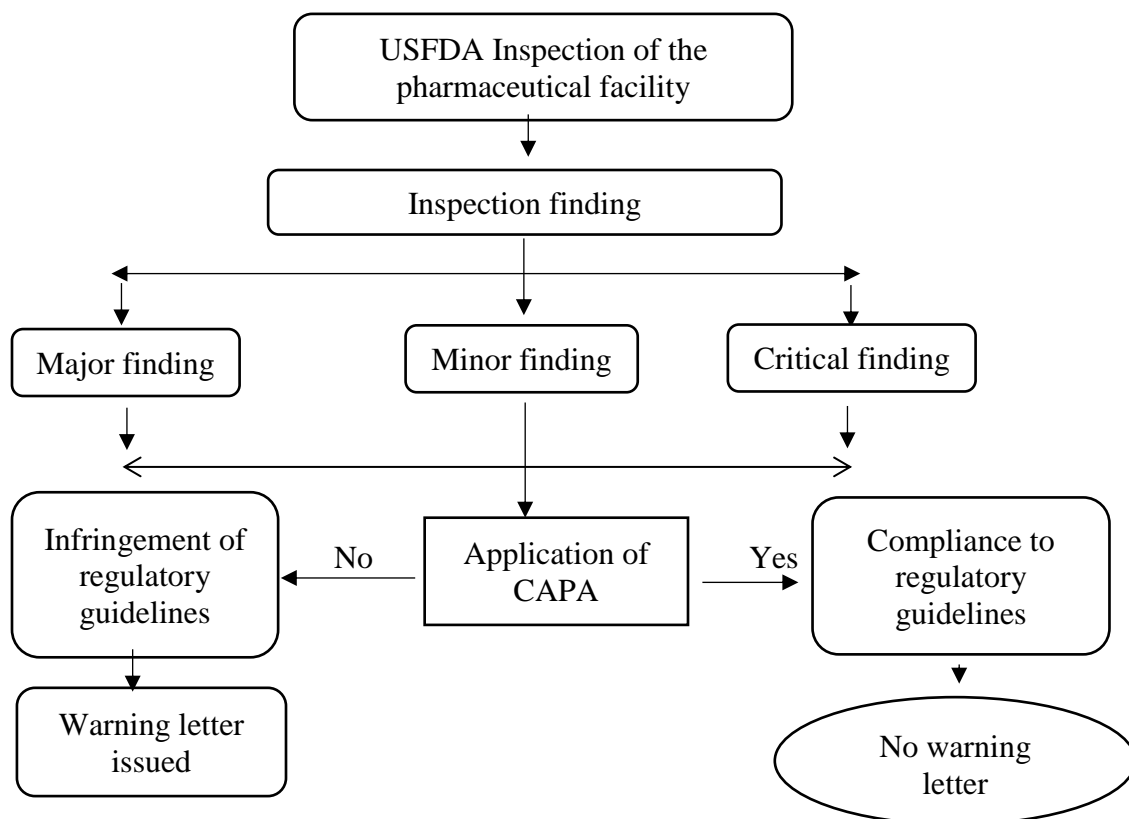 USFDA Inspection of the
pharmaceutical facility
Inspection finding
Major finding
Minor finding
Critical finding
Infringement of
regulatory
guidelines
No
Application of
CAPA
Yes
Compliance to
regulatory
guidelines
Warning letter
issued
No warning
letter